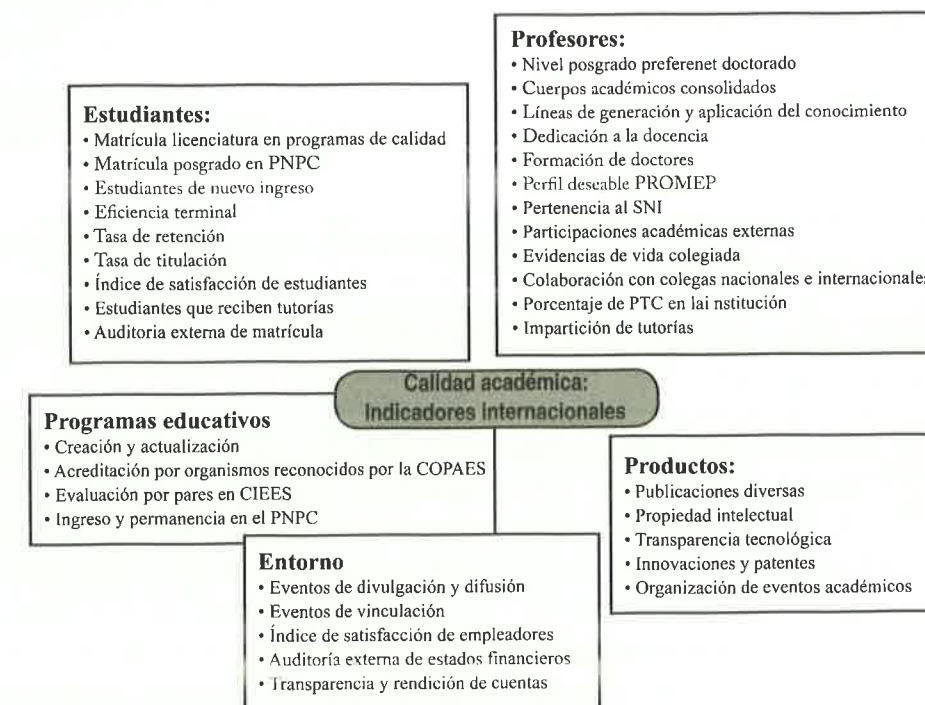 Profesores:
• Nivel posgrado preferenet doctorado
• Cuerpos académicos consolidados
• Líneas de generación y aplicación del conocimiento
• Dedicación a la docencia
• Formación de doctores
• Perfil deseable PROMEP
• Pertenencia al SNI
• Participaciones académicas externas
• Evidencias de vida colegiada
• Colaboración con colegas nacionales e internacionales
• Porcentaje de PTC en lai nstitución
• Impartición de tutorías
Estudiantes:
• Matrícula licenciatura en programas de calidad
• Matrícula posgrado en PNPC
• Estudiantes de nuevo ingreso
• Eficiencia terminal
• Tasa de retención
• Tasa de titulación
• Índice de satisfacción de estudiantes
• Estudiantes que reciben tutorías
• Auditoria externa de matrícula
Calidad académica:
Indicadores internacionales
Programas educativos
• Creación y actualización
• Acreditación por organismos reconocidos por la COPAES
• Evaluación por pares en CIEES
• Ingreso y permanencia en el PNPC
Productos:
• Publicaciones diversas
• Propiedad intelectual
• Transparencia tecnológica
• Innovaciones y patentes
• Organización de eventos académicos
Entorno
• Eventos de divulgación y difusión
• Eventos de vinculación
• Índice de satisfacción de empleadores
• Auditoría externa de estados financieros
• Transparencia y rendición de cuentas